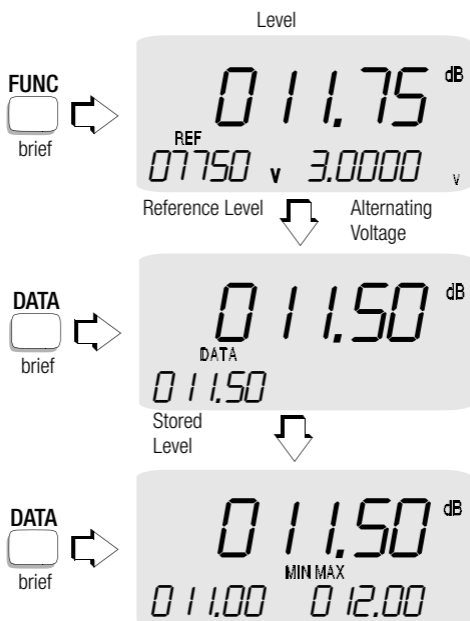 Level
FUNC
brief
011.75 dB
REF
07750 V 3.0000 V
Reference Level
Alternating
Voltage
DATA
brief
011.50 dB
DATA
011.50
Stored
Level
DATA
brief
011.50 dB
MIN MAX
011.00 012.00